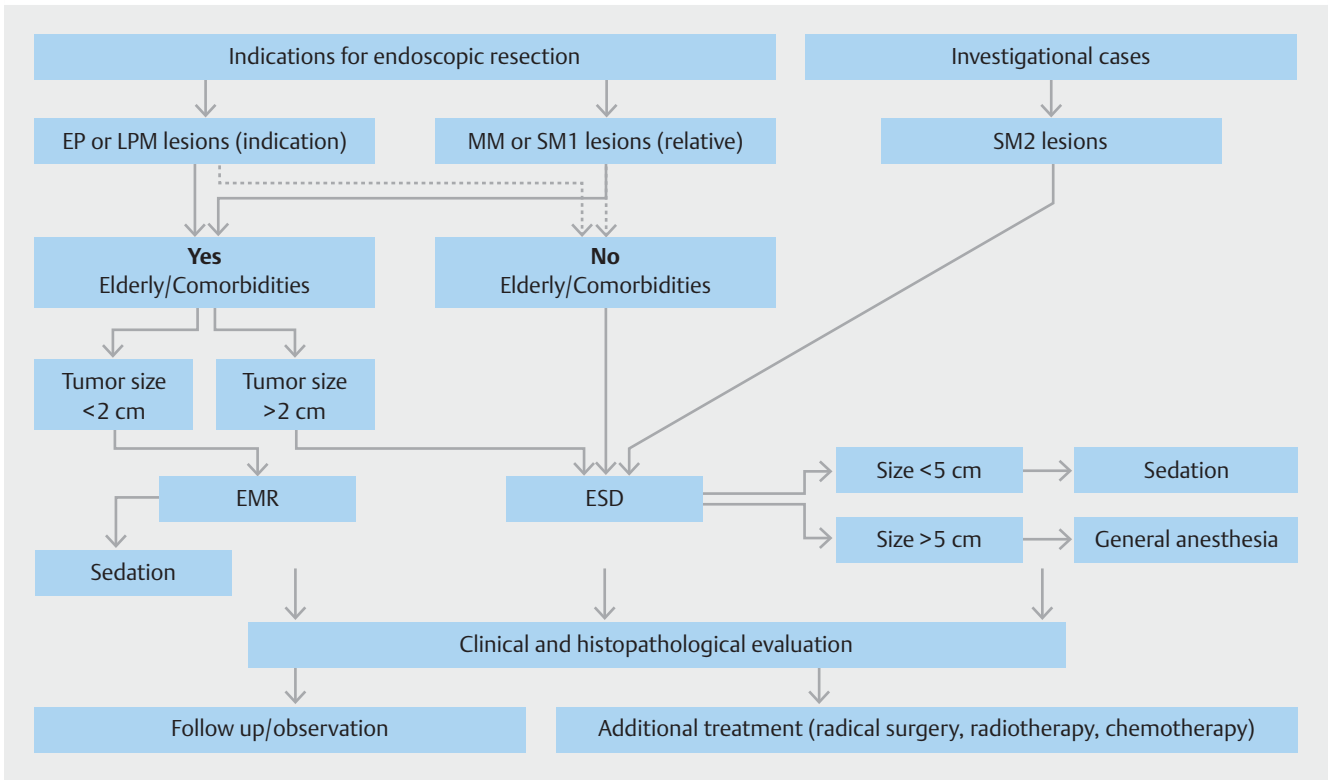 Indications for endoscopic resection
Investigational cases
EP or LPM lesions (indication)
MM or SM1 lesions (relative)
SM2 lesions
Yes
Elderly/Comorbidities
No
Elderly/Comorbidities
Tumor size
<2 cm
Tumor size
>2 cm
EMR
ESD
Size <5 cm
Sedation
Size >5 cm
General anesthesia
Sedation
Clinical and histopathological evaluation
Follow up/observation
Additional treatment (radical surgery, radiotherapy, chemotherapy)